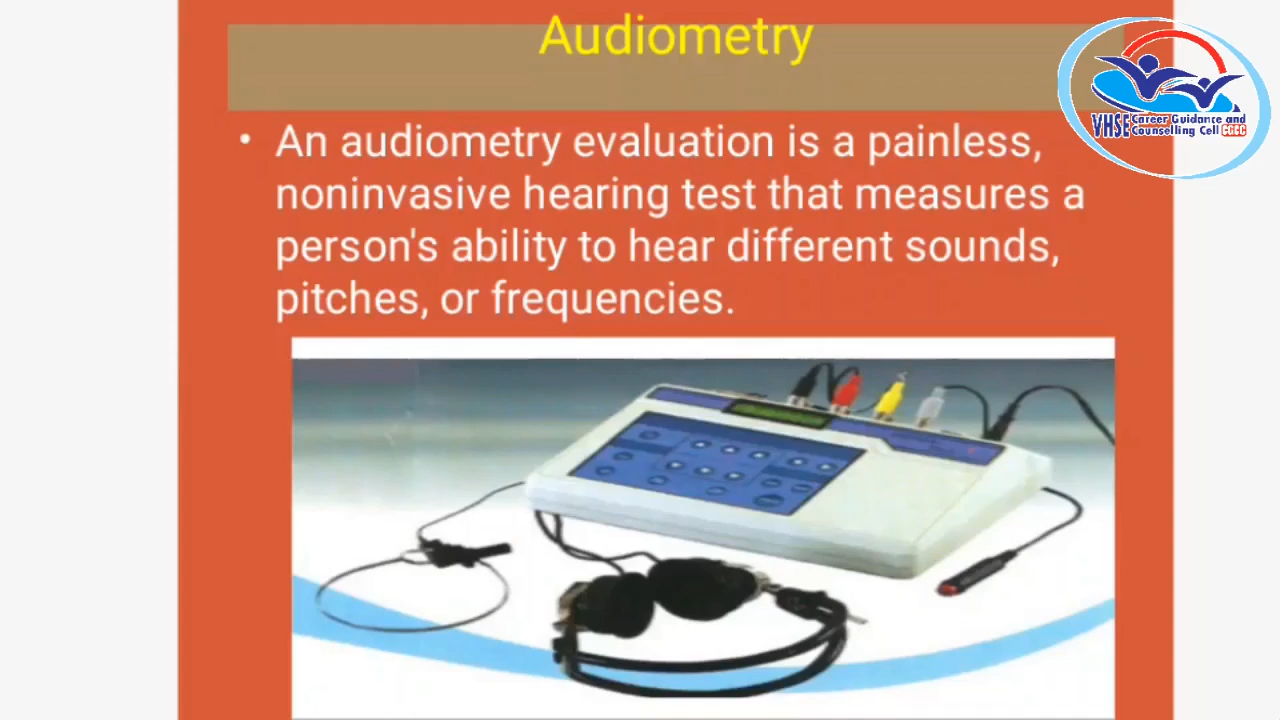 Audiometry
• An audiometry evaluation is a painless,
noninvasive hearing test that measures a
person's ability to hear different sounds,
pitches, or frequencies.
VHSE Career Guidance and
Counselling Cell CGCC